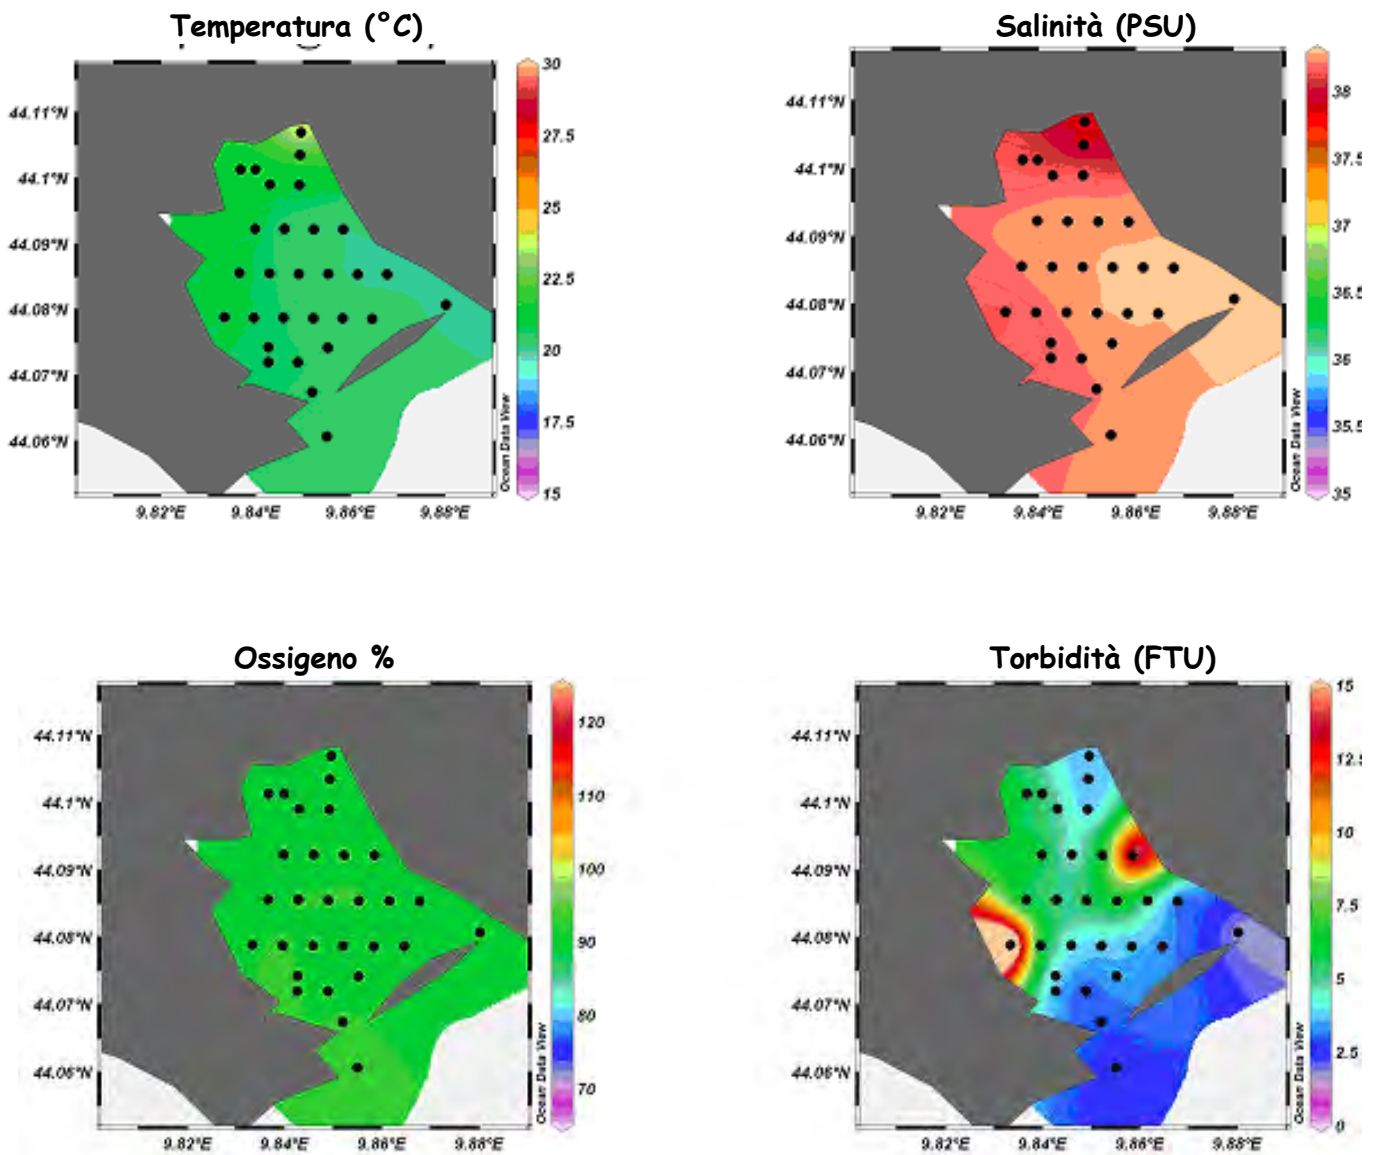 Temperatura (°C)
44.11°N
44.1°N
44.09°N
44.08°N
44.07°N
44.06°N
9.82°E 9.84°E 9.86°E 9.88°E
30
27.5
25
22.5
20
17.5
15
Ocean Data View
Salinità (PSU)
44.11°N
44.1°N
44.09°N
44.08°N
44.07°N
44.06°N
9.82°E 9.84°E 9.86°E 9.88°E
38
37.5
37
36.5
36
35.5
35
Ocean Data View
Ossigeno %
44.11°N
44.1°N
44.09°N
44.08°N
44.07°N
44.06°N
9.82°E 9.84°E 9.86°E 9.88°E
120
110
100
90
80
70
Ocean Data View
Torbidità (FTU)
44.11°N
44.1°N
44.09°N
44.08°N
44.07°N
44.06°N
9.82°E 9.84°E 9.86°E 9.88°E
15
12.5
10
7.5
5
2.5
0
Ocean Data View